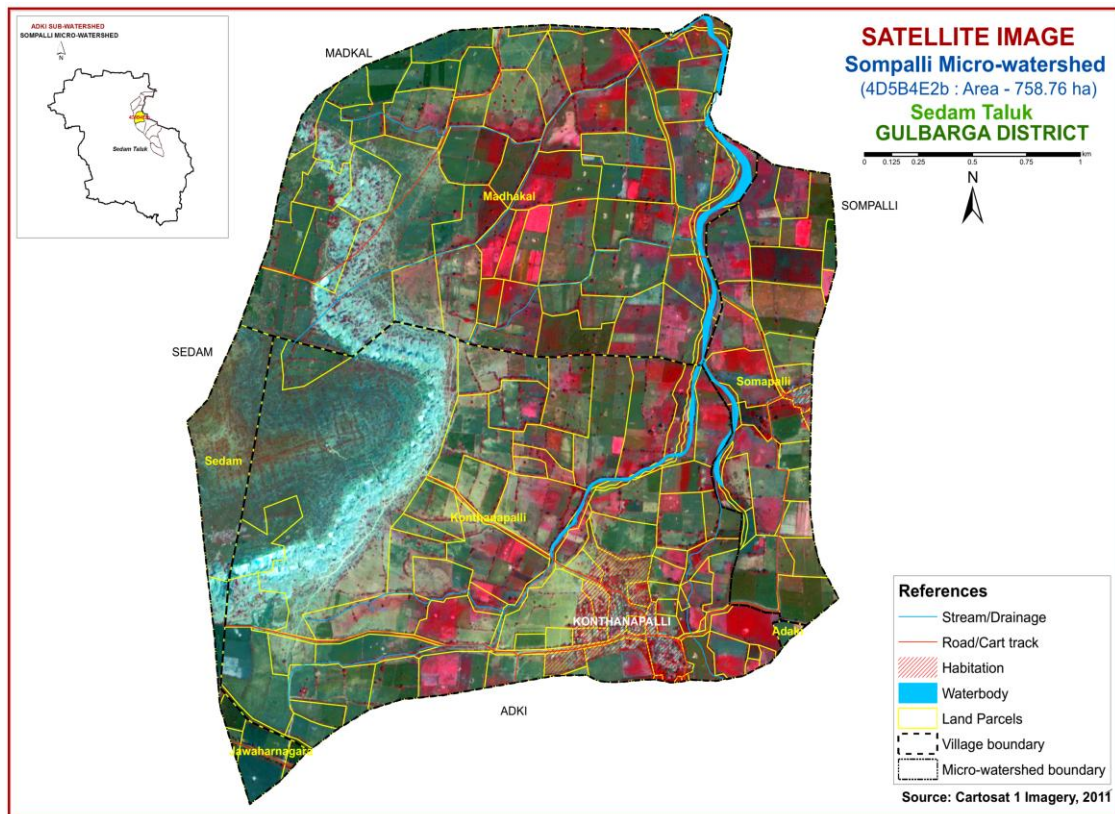 ADKI SUB-WATERSHED
SOMPALLI MICRO-WATERSHED
N
Sedam Taluk
SATELLITE IMAGE
Sompalli Micro-watershed
(4D5B4E2b : Area - 758.76 ha)
Sedam Taluk
GULBARGA DISTRICT
0 0.125 0.25 0.5 0.75 1
km
N
MADKAL
SOMPALLI
Madhakal
SEDAM
Somapalli
Sedam
Konthanapalli
KONTHANAPALLI
ADKI
Jawaharnagara
References
Stream/Drainage
Road/Cart track
Habitation
Waterbody
Land Parcels
Village boundary
Micro-watershed boundary
Source: Cartosat 1 Imagery, 2011